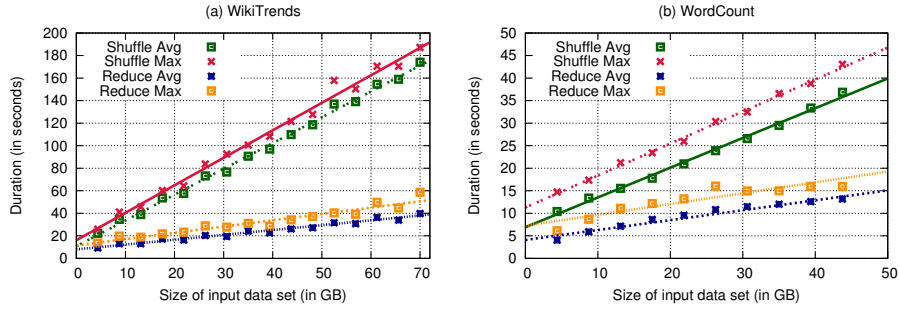 (a) WikiTrends
200
180
160
140
120
100
80
60
40
20
0
0 10 20 30 40 50 60 70
Duration (in seconds)
Size of input data set (in GB)
Shuffle Avg
Shuffle Max
Reduce Avg
Reduce Max
(b) WordCount
50
45
40
35
30
25
20
15
10
5
0
0 10 20 30 40 50
Duration (in seconds)
Size of input data set (in GB)
Shuffle Avg
Shuffle Max
Reduce Avg
Reduce Max